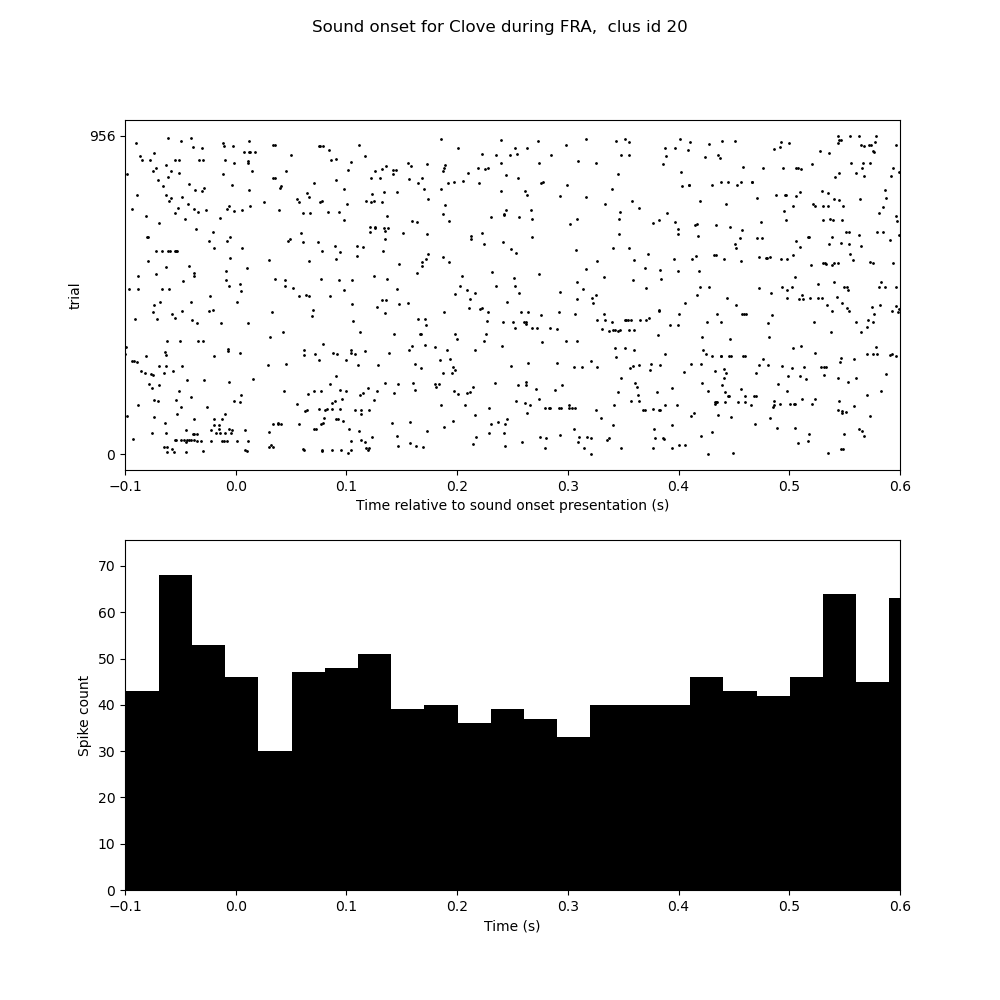 Sound onset for Clove during FRA,  clus id 20
956
trial
0
−0.1 0.0 0.1 0.2 0.3 0.4 0.5 0.6
Time relative to sound onset presentation (s)
70
60
50
Spike count
40
30
20
10
0
−0.1 0.0 0.1 0.2 0.3 0.4 0.5 0.6
Time (s)